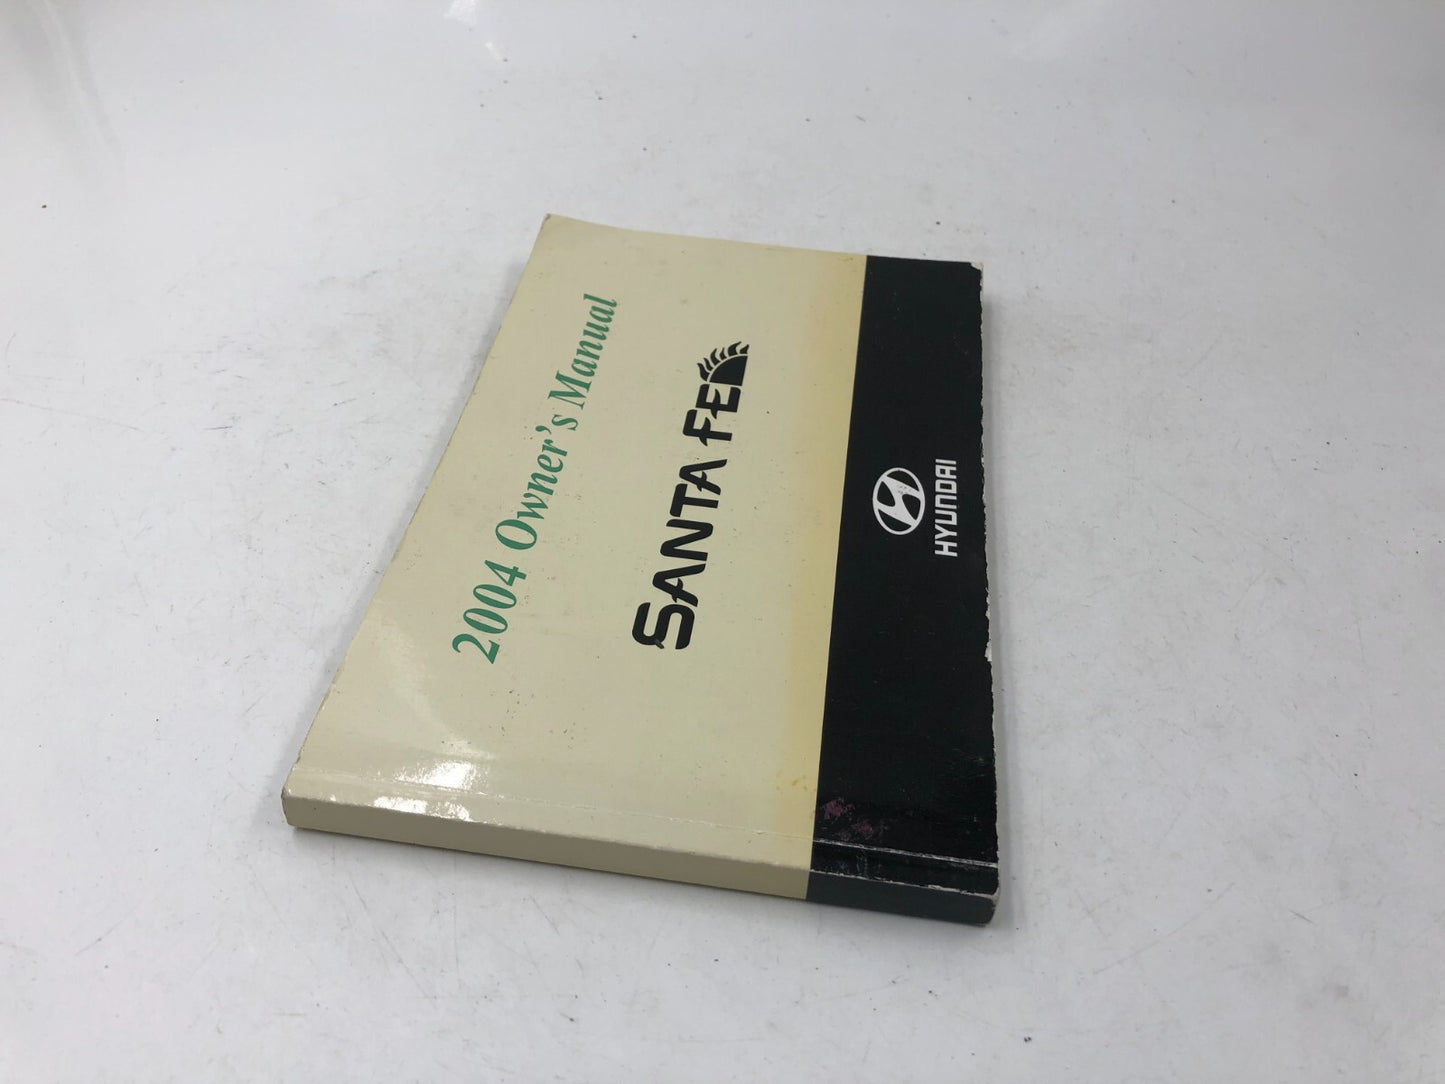 2004 Owner's Manual
SANTA FE
HYUNDAI